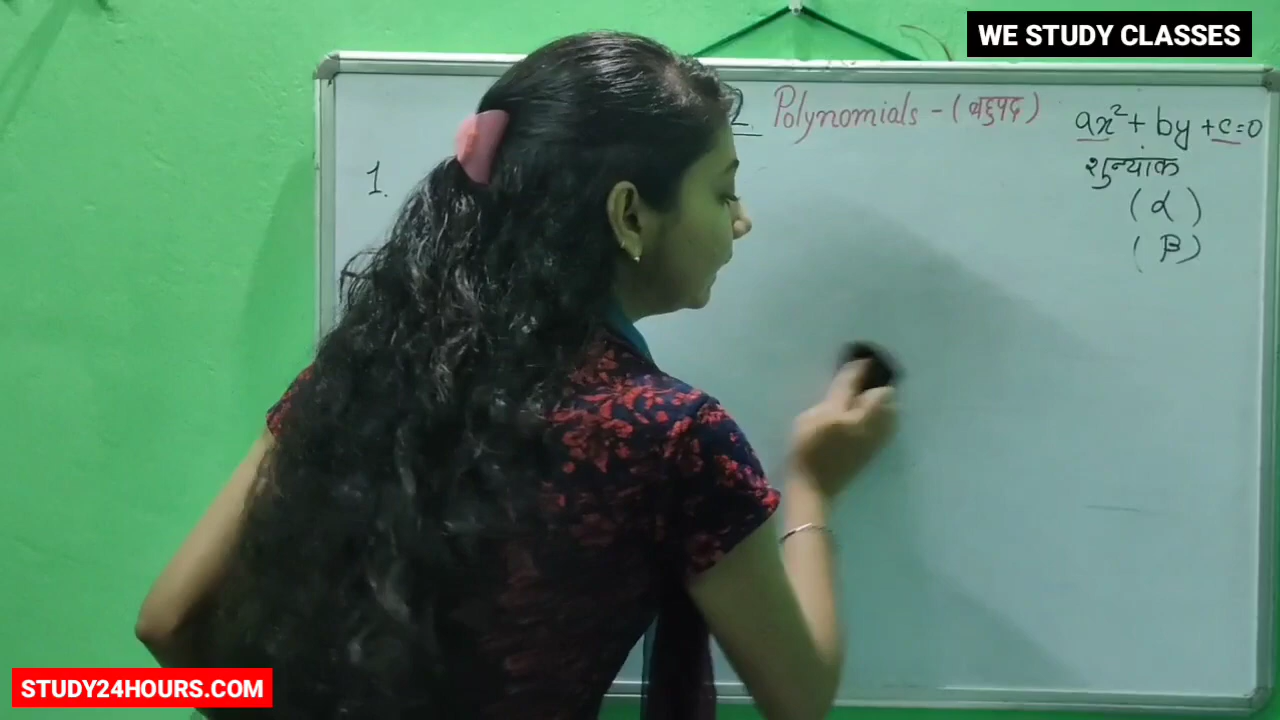 WE STUDY CLASSES
2. Polynomials - (बहुपद)
ax²+ by +c=0
शुन्यांक
1.
(α)
(β)
STUDY24HOURS.COM